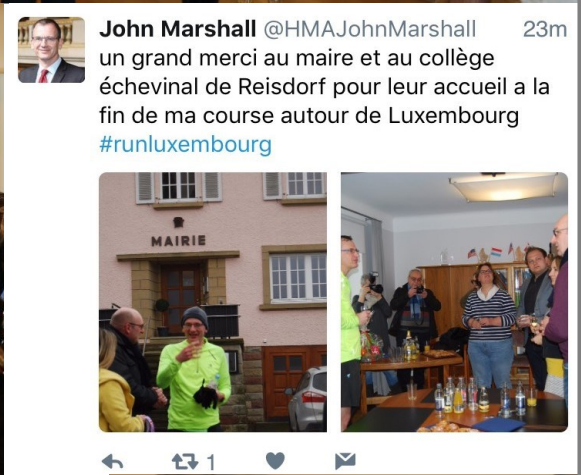 John Marshall @HMAJohnMarshall 23m
un grand merci au maire et au collège
échevinal de Reisdorf pour leur accueil a la
fin de ma course autour de Luxembourg
#runluxembourg
MAIRIE
1